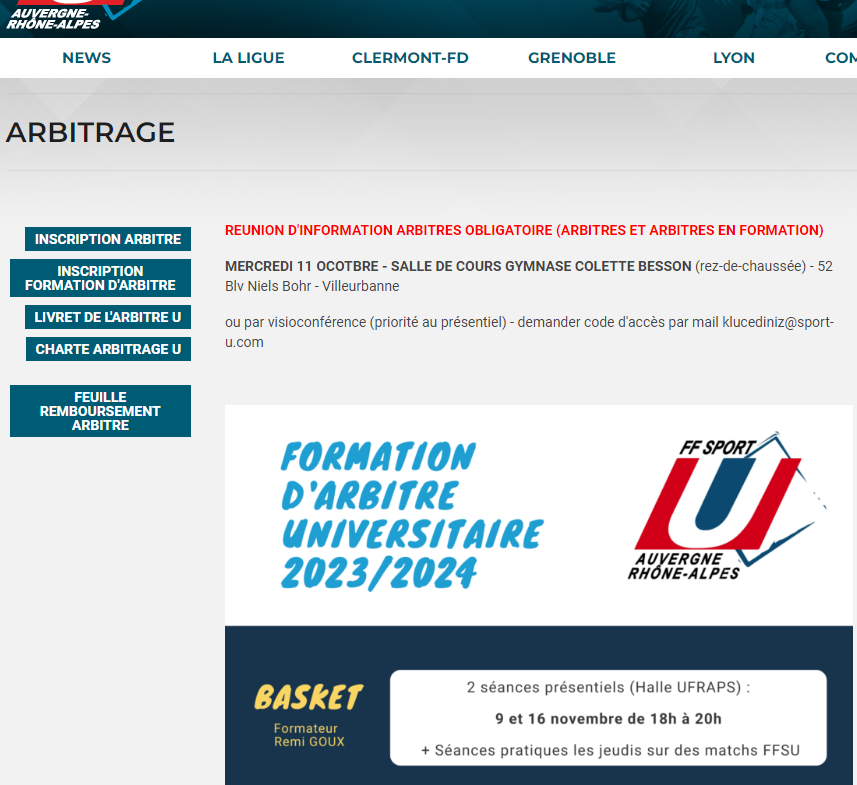 AUVERGNE-
RHÔNE-ALPES
NEWS
LA LIGUE
CLERMONT-FD
GRENOBLE
LYON
ARBITRAGE
INSCRIPTION ARBITRE
INSCRIPTION
FORMATION D'ARBITRE
LIVRET DE L'ARBITRE U
CHARTE ARBITRAGE U
FEUILLE
REMBOURSEMENT
ARBITRE
REUNION D'INFORMATION ARBITRES OBLIGATOIRE (ARBITRES ET ARBITRES EN FORMATION)
MERCREDI 11 OCOTBRE - SALLE DE COURS GYMNASE COLETTE BESSON (rez-de-chaussée) - 52
Blv Niels Bohr - Villeurbanne
ou par visioconférence (priorité au présentiel) - demander code d'accès par mail klucediniz@sport-
u.com
FORMATION
D'ARBITRE
UNIVERSITAIRE
2023/2024
FF SPORT
U
AUVERGNE
RHÔNE-ALPES
BASKET
Formateur
Remi GOUX
2 séances présentiels (Halle UFRAPS) :
9 et 16 novembre de 18h à 20h
+ Séances pratiques les jeudis sur des matchs FFSU